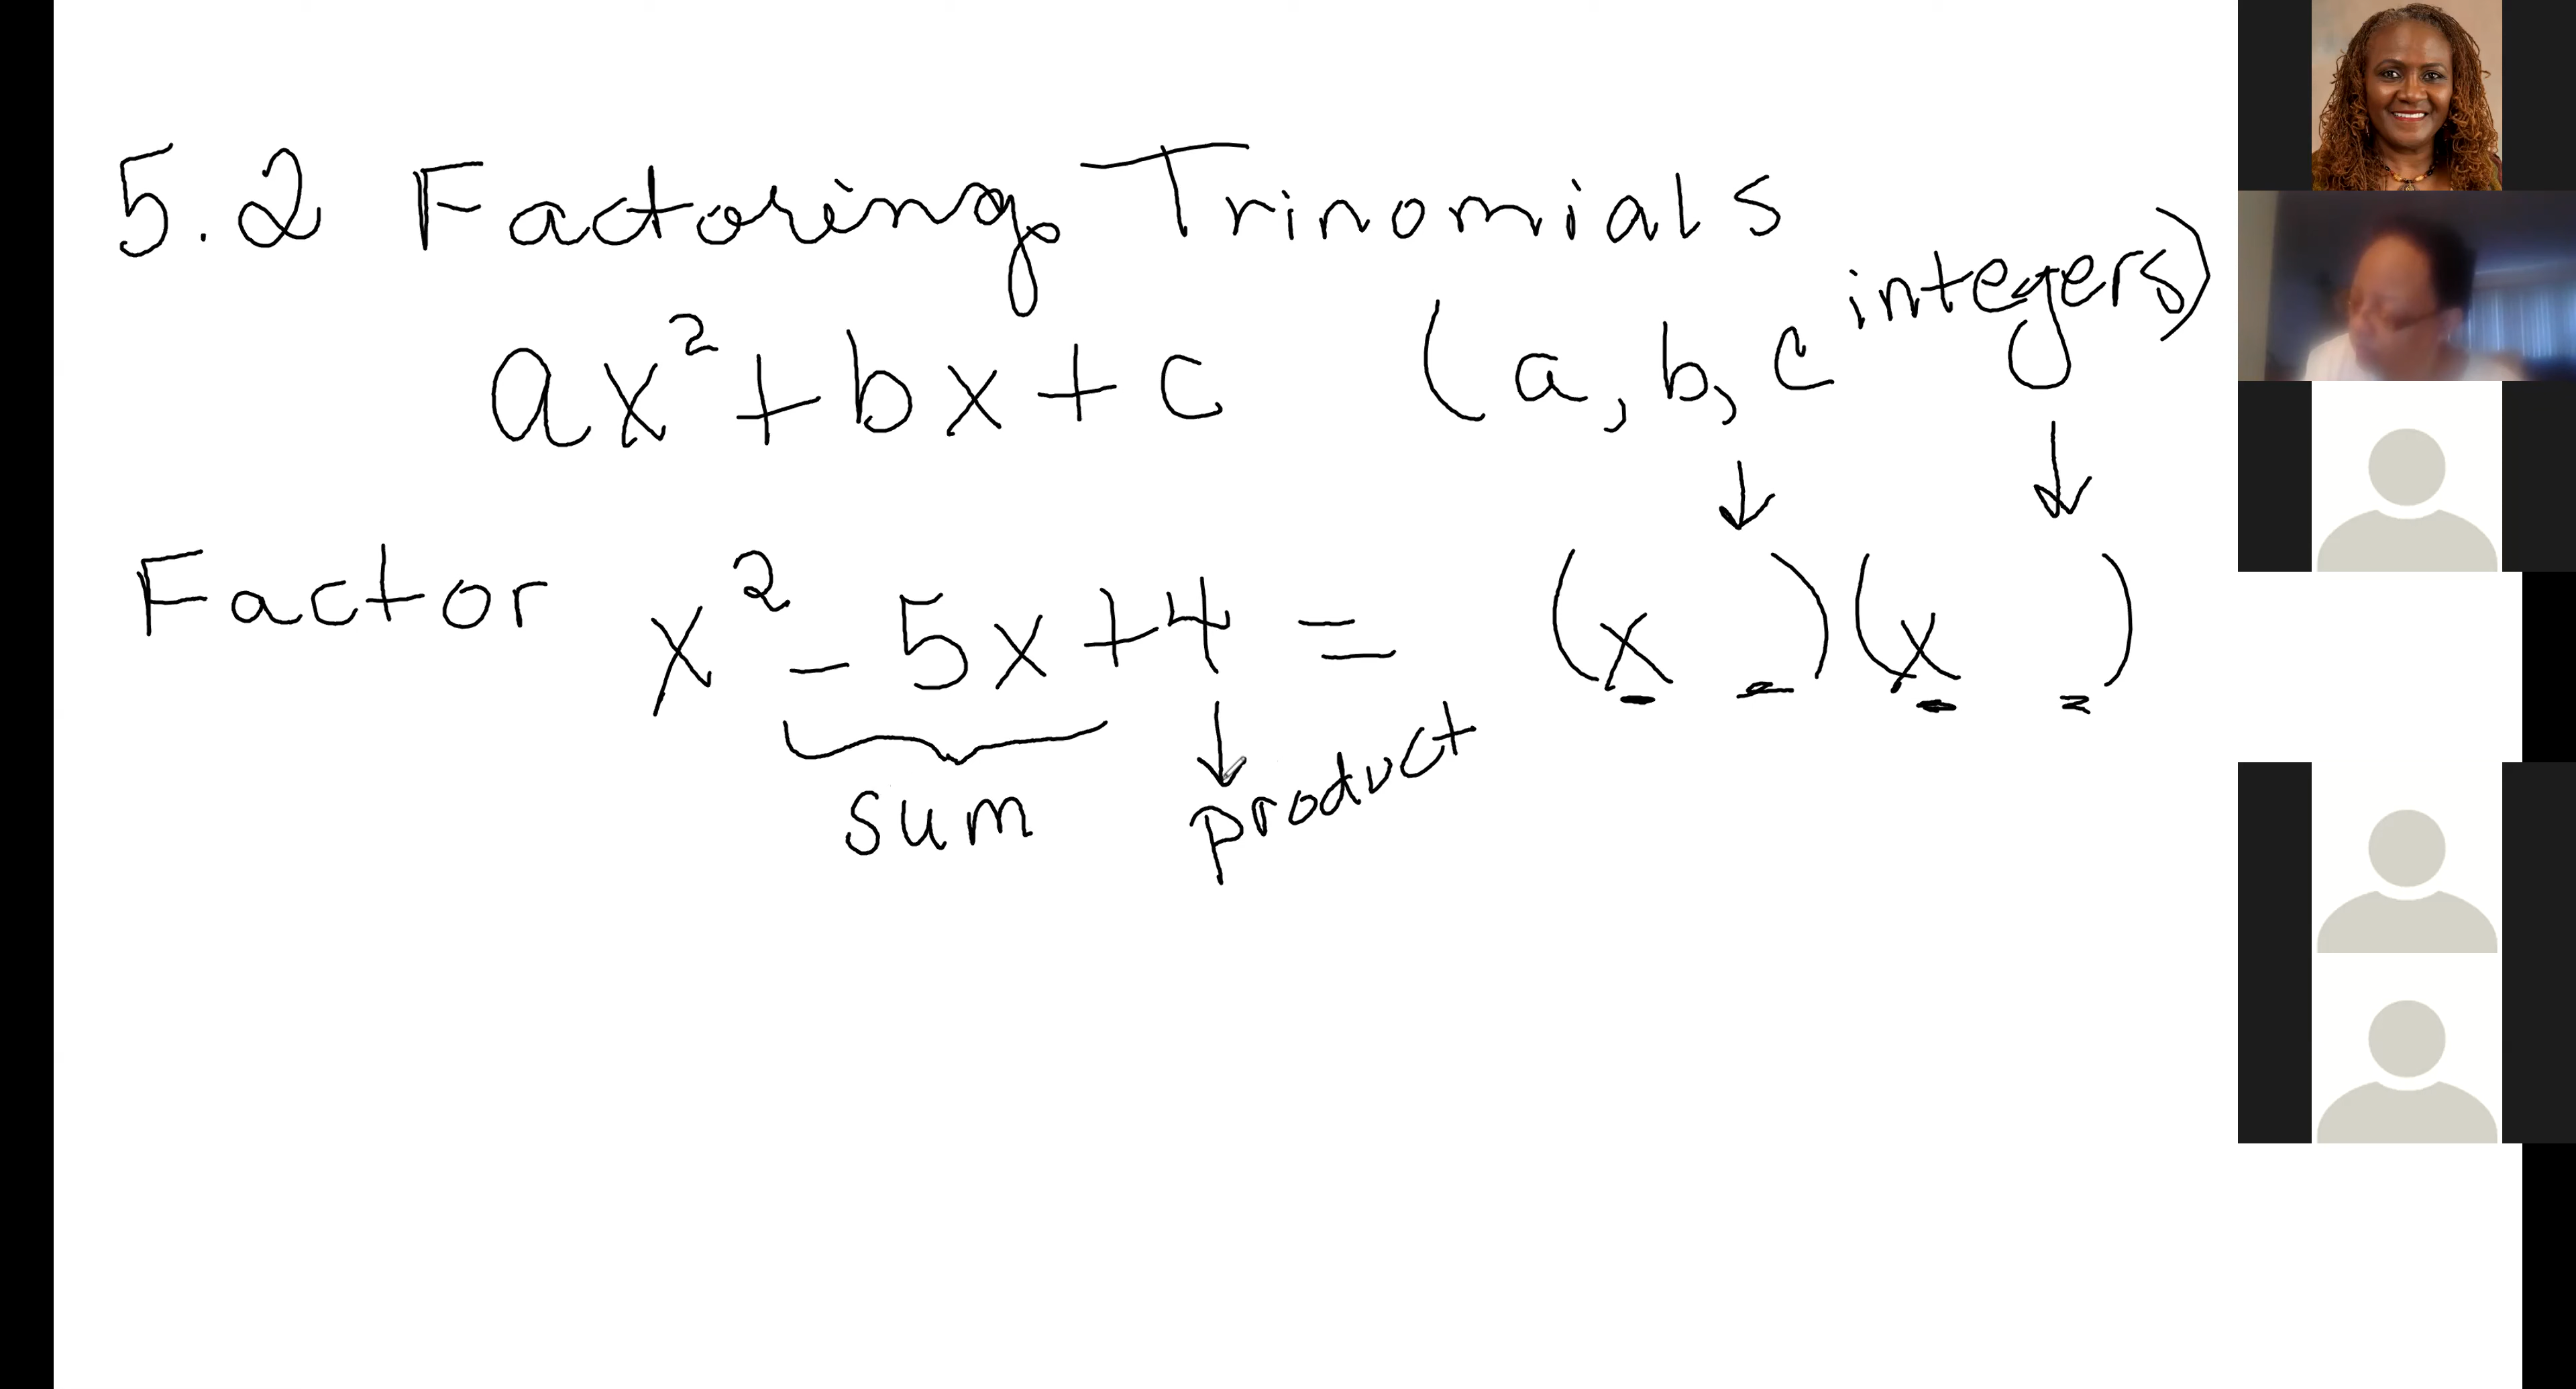 5.2 Factoring Trinomials
ax² + bx + c (a, b, c integers)
Factor x² - 5x + 4 = (x )(x )
sum product